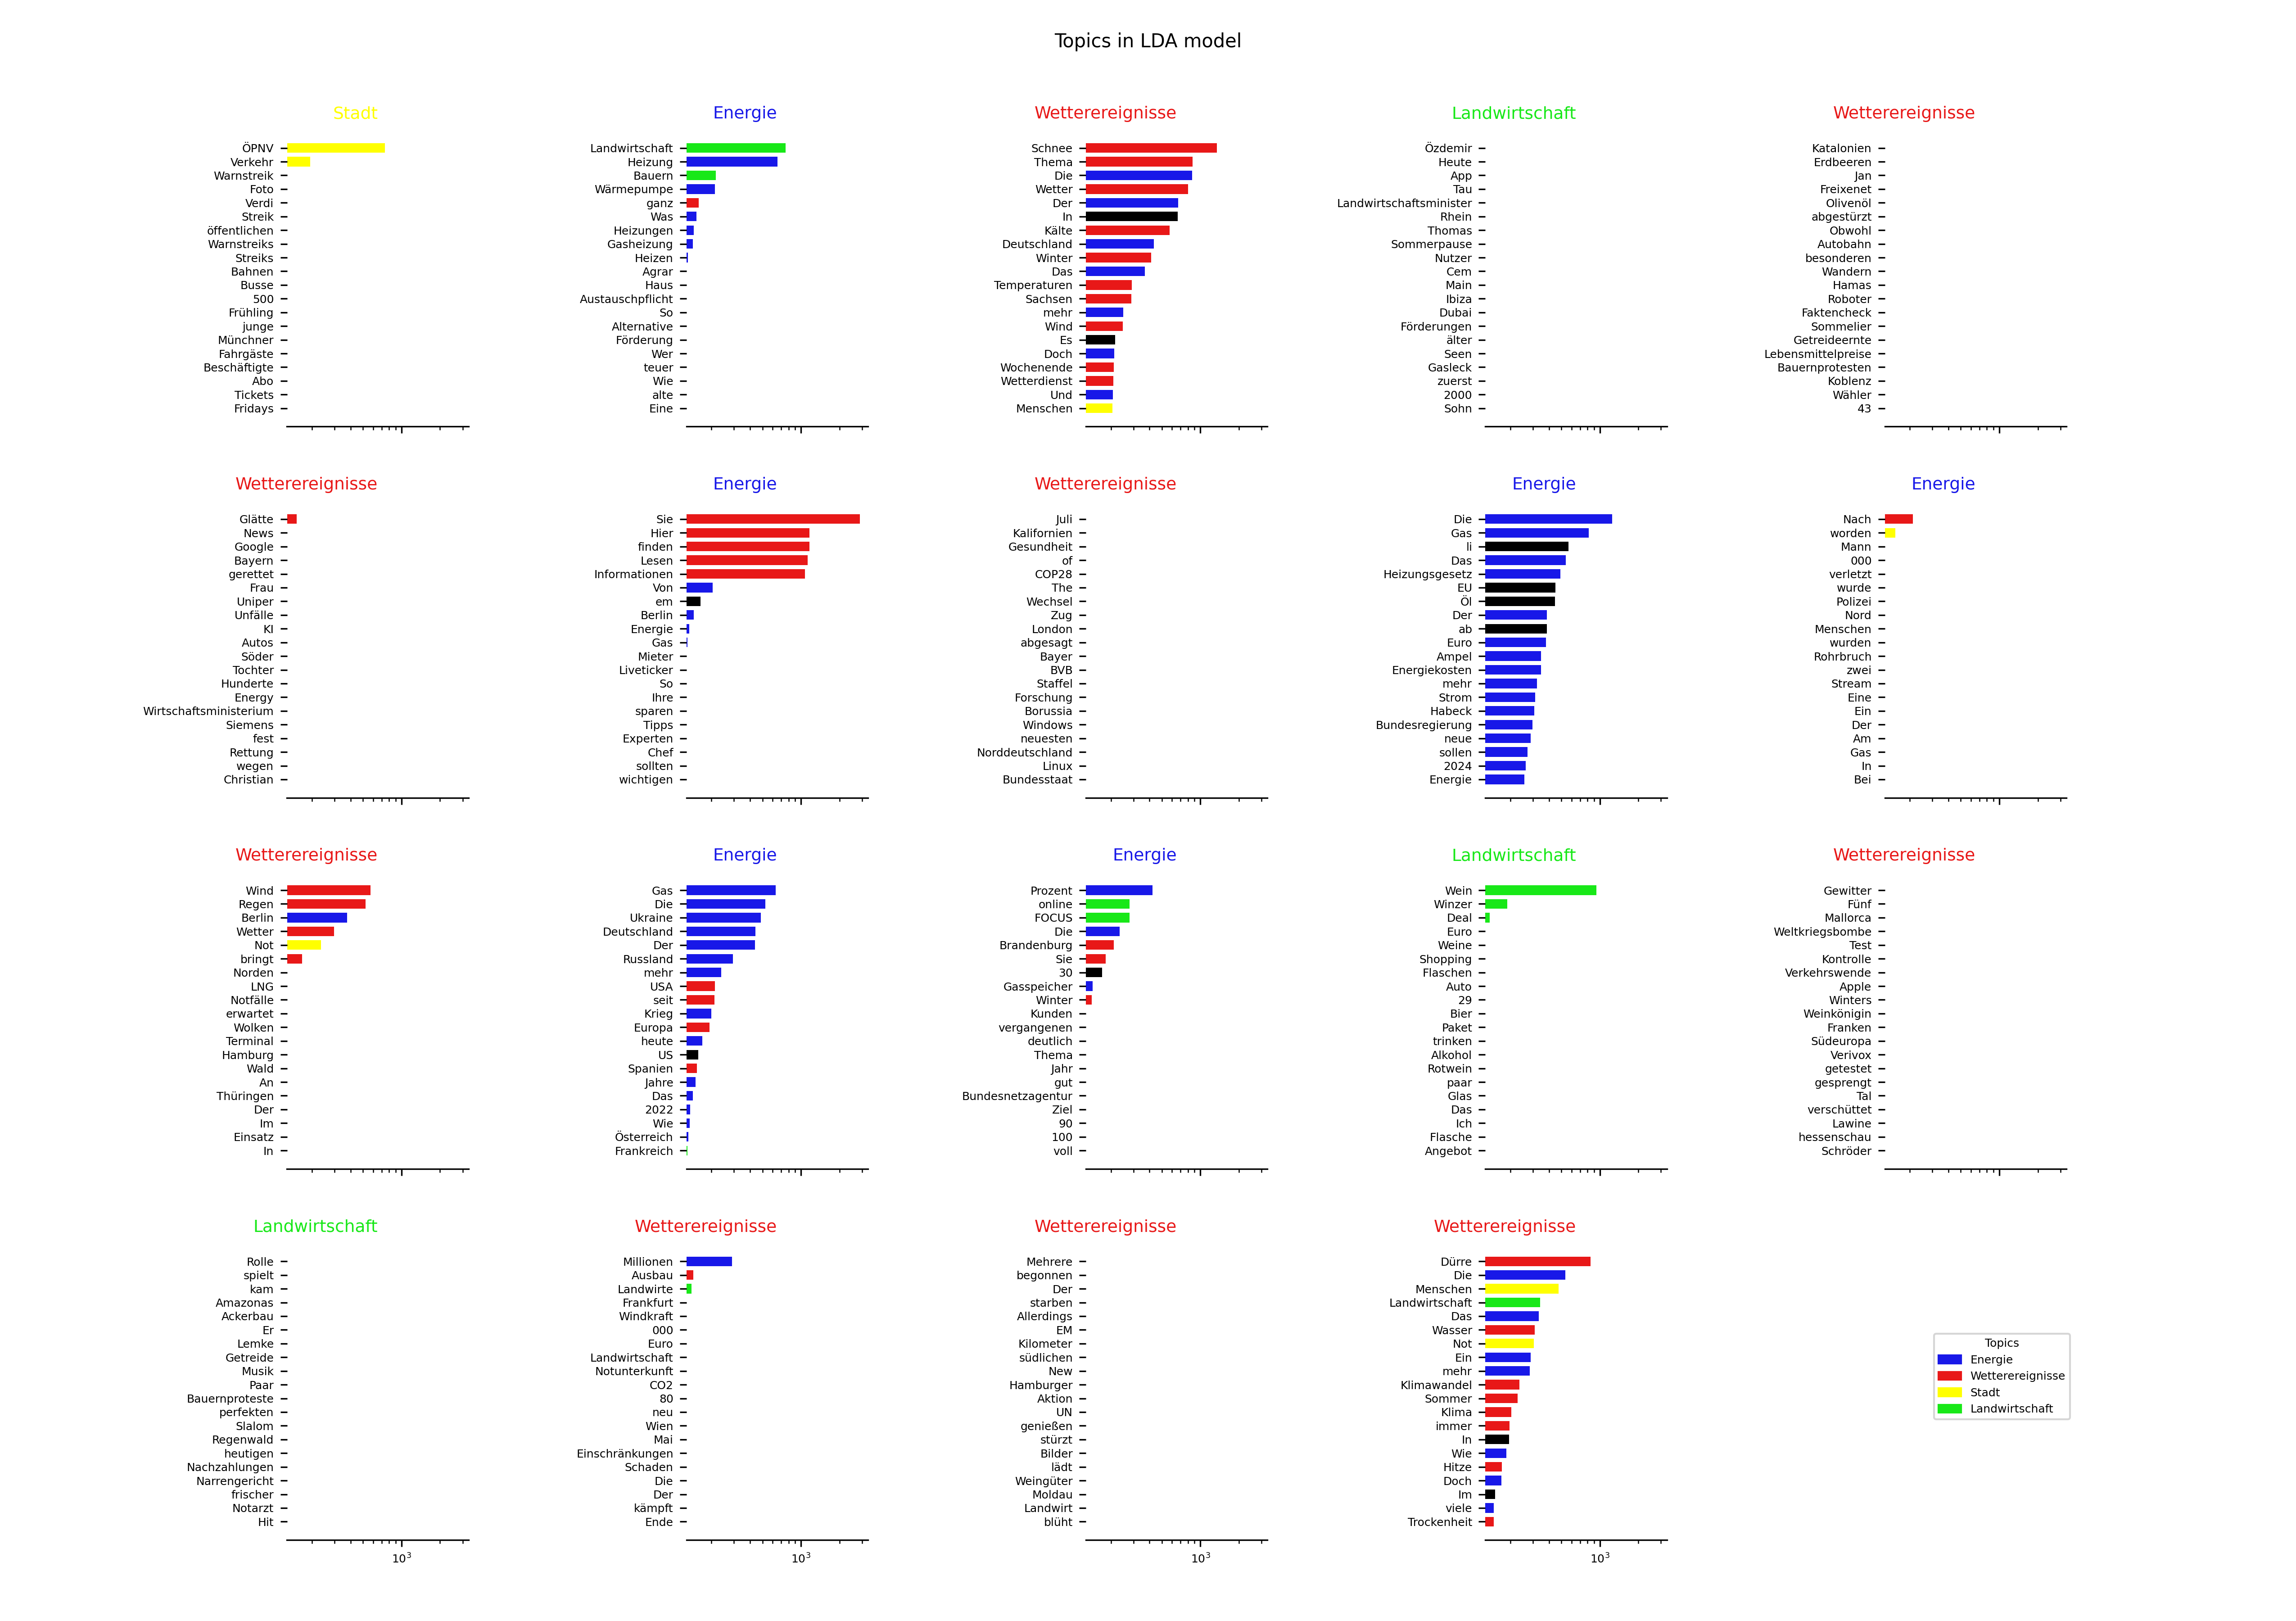 Topics in LDA model
Stadt
ÖPNV
Verkehr
Warnstreik
Foto
Verdi
Streik
öffentlichen
Warnstreiks
Streiks
Bahnen
Busse
500
Frühling
junge
Münchner
Fahrgäste
Beschäftigte
Abo
Tickets
Fridays
Energie
Landwirtschaft
Heizung
Bauern
Wärmepumpe
ganz
Was
Heizungen
Gasheizung
Heizen
Agrar
Haus
Austauschpflicht
So
Alternative
Förderung
Wer
teuer
Wie
alte
Eine
Wetterereignisse
Schnee
Thema
Die
Wetter
Der
In
Kälte
Deutschland
Winter
Das
Temperaturen
Sachsen
mehr
Wind
Es
Doch
Wochenende
Wetterdienst
Und
Menschen
Landwirtschaft
Özdemir
Heute
App
Tau
Landwirtschaftsminister
Rhein
Thomas
Sommerpause
Nutzer
Cem
Main
Ibiza
Dubai
Förderungen
älter
Seen
Gasleck
zuerst
2000
Sohn
Wetterereignisse
Katalonien
Erdbeeren
Jan
Freixenet
Olivenöl
abgestürzt
Obwohl
Autobahn
besonderen
Wandern
Hamas
Roboter
Faktencheck
Sommelier
Getreideernte
Lebensmittelpreise
Bauernprotesten
Koblenz
Wähler
43
Wetterereignisse
Glätte
News
Google
Bayern
gerettet
Frau
Uniper
Unfälle
KI
Autos
Söder
Tochter
Hunderte
Energy
Wirtschaftsministerium
Siemens
fest
Rettung
wegen
Christian
Energie
Sie
Hier
finden
Lesen
Informationen
Von
em
Berlin
Energie
Gas
Mieter
Liveticker
So
Ihre
sparen
Tipps
Experten
Chef
sollten
wichtigen
Wetterereignisse
Juli
Kalifornien
Gesundheit
of
COP28
The
Wechsel
Zug
London
abgesagt
Bayer
BVB
Staffel
Forschung
Borussia
Windows
neuesten
Norddeutschland
Linux
Bundesstaat
Energie
Die
Gas
li
Das
Heizungsgesetz
EU
Öl
Der
ab
Euro
Ampel
Energiekosten
mehr
Strom
Habeck
Bundesregierung
neue
sollen
2024
Energie
Energie
Nach
worden
Mann
000
verletzt
wurde
Polizei
Nord
Menschen
wurden
Rohrbruch
zwei
Stream
Eine
Ein
Der
Am
Gas
In
Bei
Wetterereignisse
Wind
Regen
Berlin
Wetter
Not
bringt
Norden
LNG
Notfälle
erwartet
Wolken
Terminal
Hamburg
Wald
An
Thüringen
Der
Im
Einsatz
In
Energie
Gas
Die
Ukraine
Deutschland
Der
Russland
mehr
USA
seit
Krieg
Europa
heute
US
Spanien
Jahre
Das
2022
Wie
Österreich
Frankreich
Energie
Prozent
online
FOCUS
Die
Brandenburg
Sie
30
Gasspeicher
Winter
Kunden
vergangenen
deutlich
Thema
Jahr
gut
Bundesnetzagentur
Ziel
90
100
voll
Landwirtschaft
Wein
Winzer
Deal
Euro
Weine
Shopping
Flaschen
Auto
29
Bier
Paket
trinken
Alkohol
Rotwein
paar
Glas
Das
Ich
Flasche
Angebot
Wetterereignisse
Gewitter
Fünf
Mallorca
Weltkriegsbombe
Test
Kontrolle
Verkehrswende
Apple
Winters
Weinkönigin
Franken
Südeuropa
Verivox
getestet
gesprengt
Tal
verschüttet
Lawine
hessenschau
Schröder
Landwirtschaft
Rolle
spielt
kam
Amazonas
Ackerbau
Er
Lemke
Getreide
Musik
Paar
Bauernproteste
perfekten
Slalom
Regenwald
heutigen
Nachzahlungen
Narrengericht
frischer
Notarzt
Hit
10³
Wetterereignisse
Millionen
Ausbau
Landwirte
Frankfurt
Windkraft
000
Euro
Landwirtschaft
Notunterkunft
CO2
80
neu
Wien
Mai
Einschränkungen
Schaden
Die
Der
kämpft
Ende
10³
Wetterereignisse
Mehrere
begonnen
Der
starben
Allerdings
EM
Kilometer
südlichen
New
Hamburger
Aktion
UN
genießen
stürzt
Bilder
lädt
Weingüter
Moldau
Landwirt
blüht
10³
Wetterereignisse
Dürre
Die
Menschen
Landwirtschaft
Das
Wasser
Not
Ein
mehr
Klimawandel
Sommer
Klima
immer
In
Wie
Hitze
Doch
Im
viele
Trockenheit
10³
Topics
Energie
Wetterereignisse
Stadt
Landwirtschaft